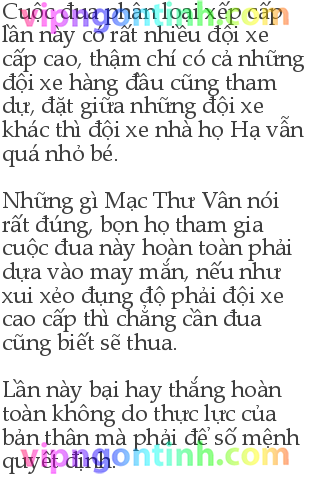 vipngontinh.com
Cuộc đua phân loại xếp cấp
lần này có rất nhiều đội xe
cấp cao, thậm chí có cả những
đội xe hàng đầu cũng tham
dự, đặt giữa những đội xe
khác thì đội xe nhà họ Hạ vẫn
quá nhỏ bé.

Những gì Mạc Thư Vân nói
rất đúng, bọn họ tham gia
cuộc đua này hoàn toàn phải
dựa vào may mắn, nếu như
xui xẻo đụng độ phải đội xe
cao cấp thì chẳng cần đua
cũng biết sẽ thua.

Lần này bại hay thắng hoàn
toàn không do thực lực của
bản thân mà phải để số mệnh
quyết định.
vipngontinh.com